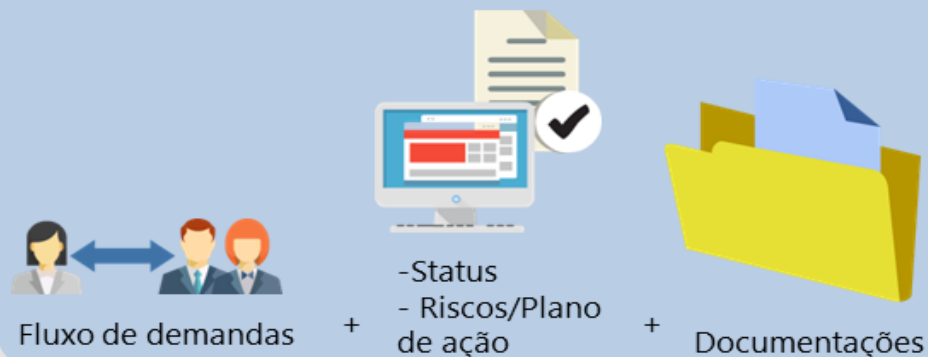 Fluxo de demandas
+
-Status
- Riscos/Plano
de ação
+
Documentações